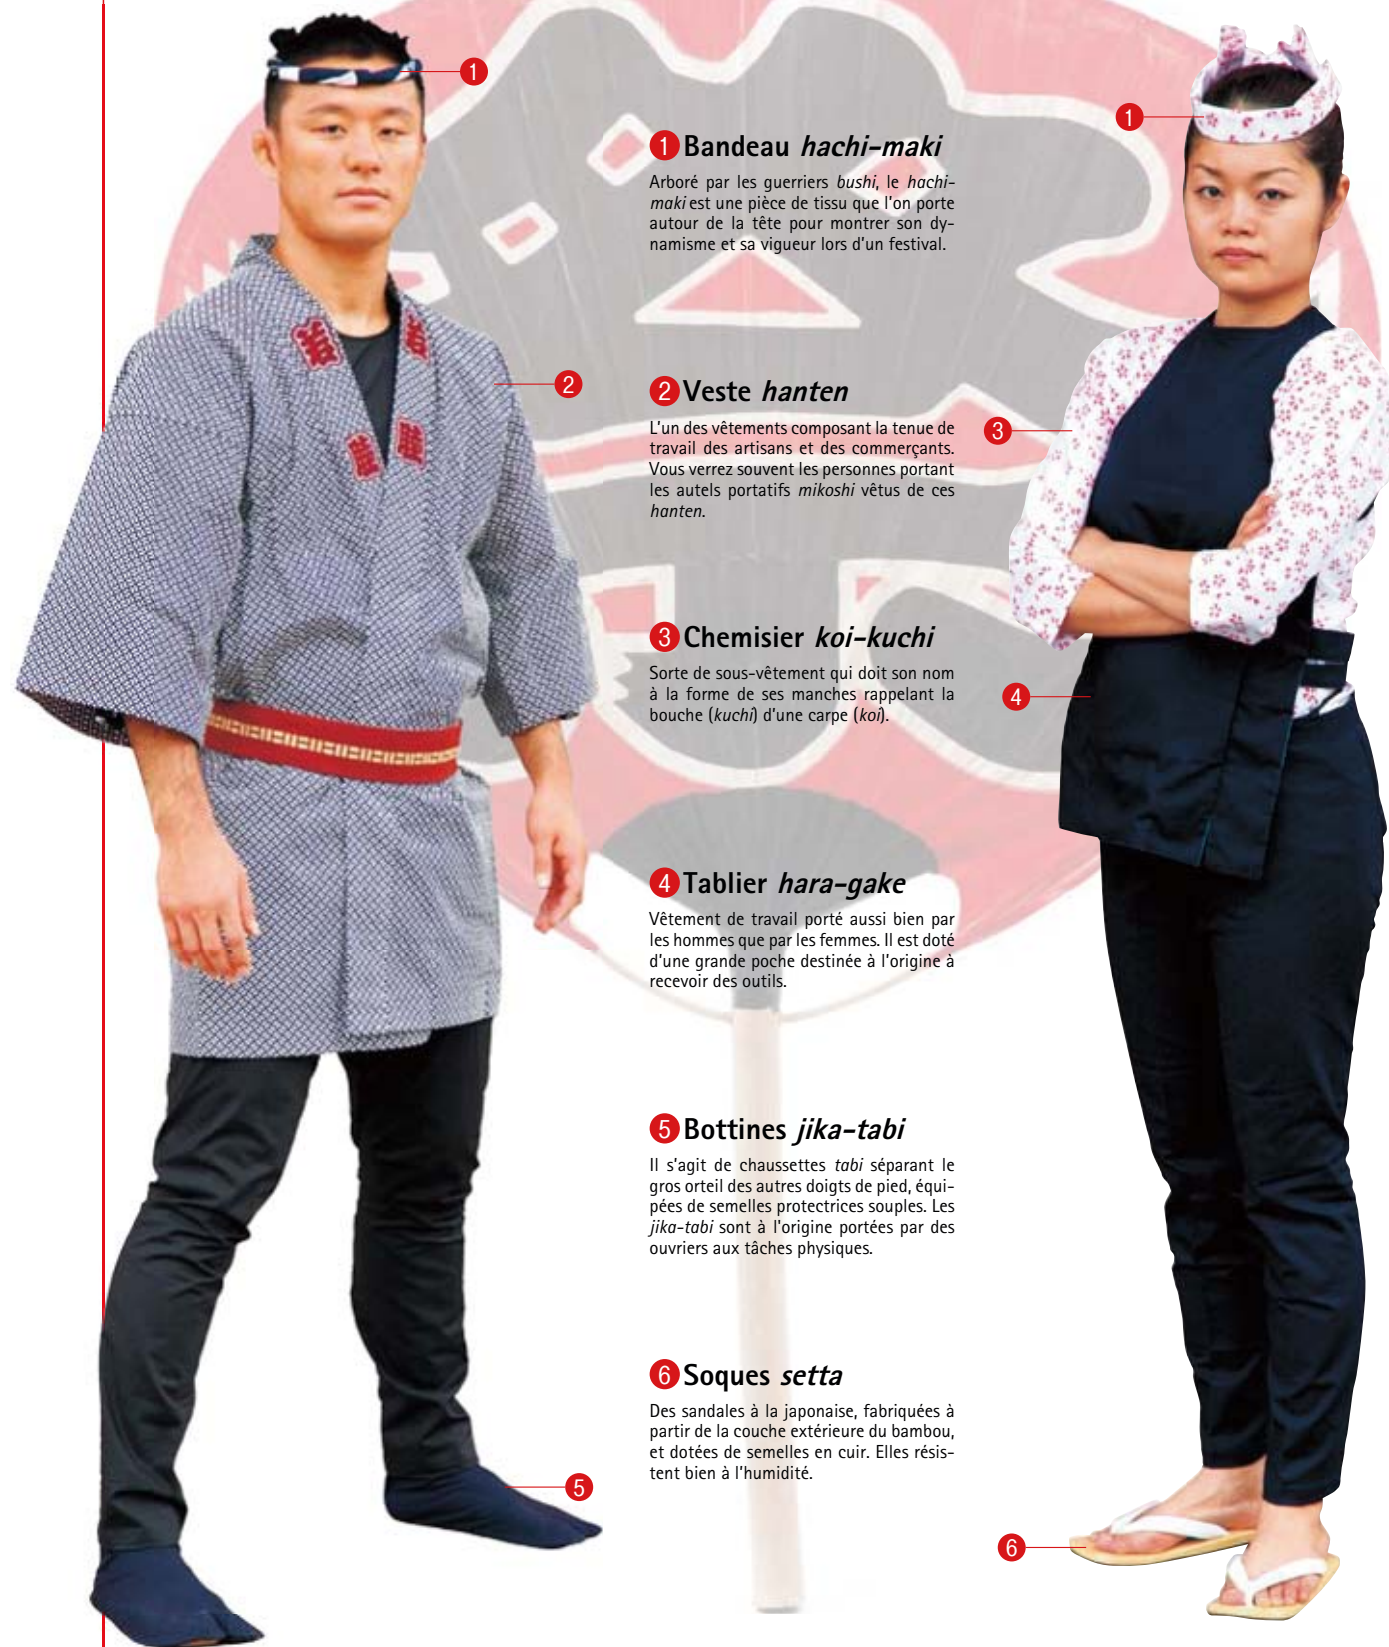 1
1
1 Bandeau hachi-maki
Arboré par les guerriers bushi, le hachi-
maki est une pièce de tissu que l'on porte
autour de la tête pour montrer son dy-
namisme et sa vigueur lors d'un festival.
2
2 Veste hanten
L'un des vêtements composant la tenue de
travail des artisans et des commerçants.
Vous verrez souvent les personnes portant
les autels portatifs mikoshi vêtus de ces
hanten.
3
3 Chemisier koi-kuchi
Sorte de sous-vêtement qui doit son nom
à la forme de ses manches rappelant la
bouche (kuchi) d'une carpe (koi).
4
4 Tablier hara-gake
Vêtement de travail porté aussi bien par
les hommes que par les femmes. Il est doté
d'une grande poche destinée à l'origine à
recevoir des outils.
5 Bottines jika-tabi
Il s'agit de chaussettes tabi séparant le
gros orteil des autres doigts de pied, équi-
pées de semelles protectrices souples. Les
jika-tabi sont à l'origine portées par des
ouvriers aux tâches physiques.
6 Soques setta
Des sandales à la japonaise, fabriquées à
partir de la couche extérieure du bambou,
et dotées de semelles en cuir. Elles résis-
tent bien à l'humidité.
5
6